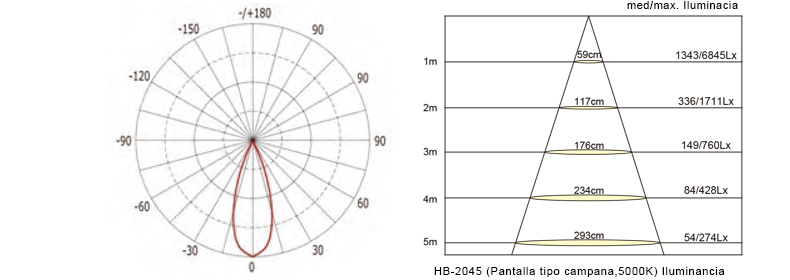 -/+180
-150
90
-120
90
-90
90
-60
60
-30
30
0
med/max. Iluminacia
1m
59cm
1343/6845Lx
2m
117cm
336/1711Lx
3m
176cm
149/760Lx
4m
234cm
84/428Lx
5m
293cm
54/274Lx
HB-2045 (Pantalla tipo campana,5000K) Iluminancia